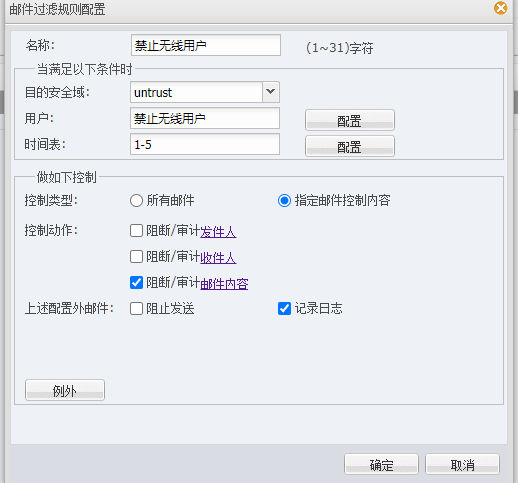 邮件过滤规则配置
名称: 禁止无线用户 (1~31)字符
当满足以下条件时
目的安全域: untrust
用户: 禁止无线用户 配置
时间表: 1-5 配置
做如下控制
控制类型: 所有邮件 指定邮件控制内容
控制动作: 阻断/审计发件人
阻断/审计收件人
阻断/审计邮件内容
上述配置外邮件: 阻止发送 记录日志
例外
确定 取消